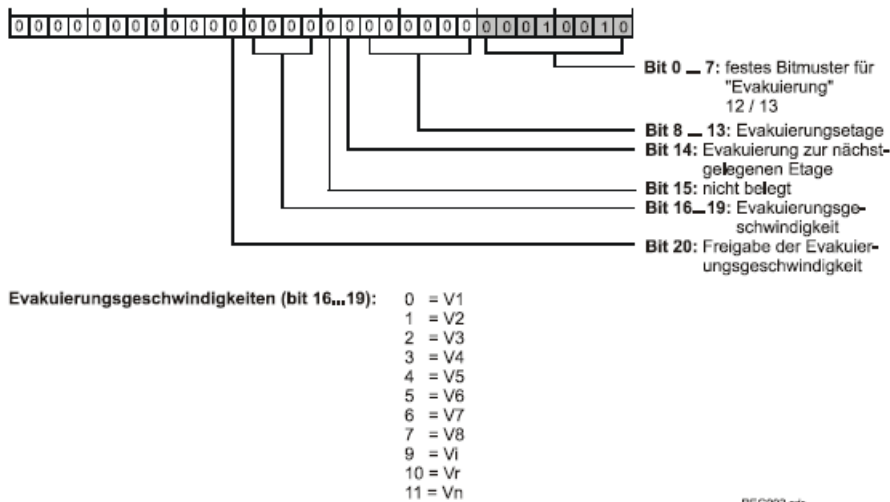 0 0 0 0 0 0 0 0 0 0 0 0 0 0 0 0 0 0 0 0 0 0 0 0 0 0 0 1 0 0 1 0
Bit 0 ... 7: festes Bitmuster für
"Evakuierung"
12 / 13
Bit 8 ... 13: Evakuierungsetage
Bit 14: Evakuierung zur nächst-
gelegenen Etage
Bit 15: nicht belegt
Bit 16...19: Evakuierungsge-
schwindigkeit
Bit 20: Freigabe der Evakuier-
ungsgeschwindigkeit
Evakuierungsgeschwindigkeiten (bit 16...19): 0 = V1
1 = V2
2 = V3
3 = V4
4 = V5
5 = V6
6 = V7
7 = V8
9 = Vi
10 = Vr
11 = Vn